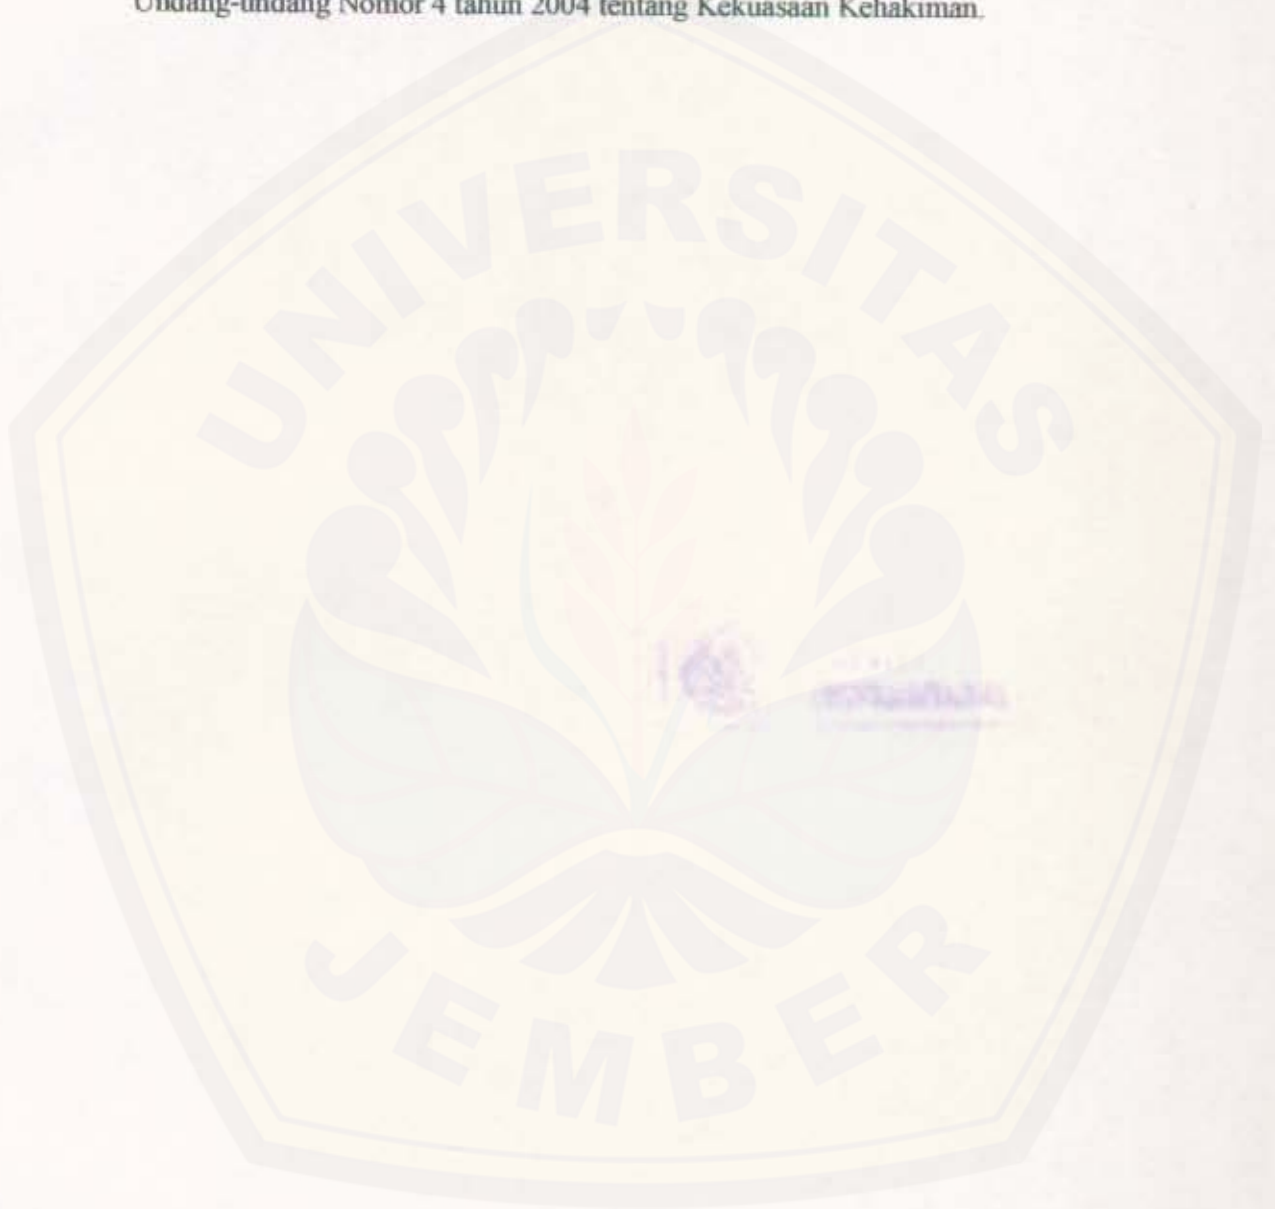 Undang-undang Nomor 4 tahun 2004 tentang Kekuasaan Kehakiman.
UNIVERSITAS
JEMBER